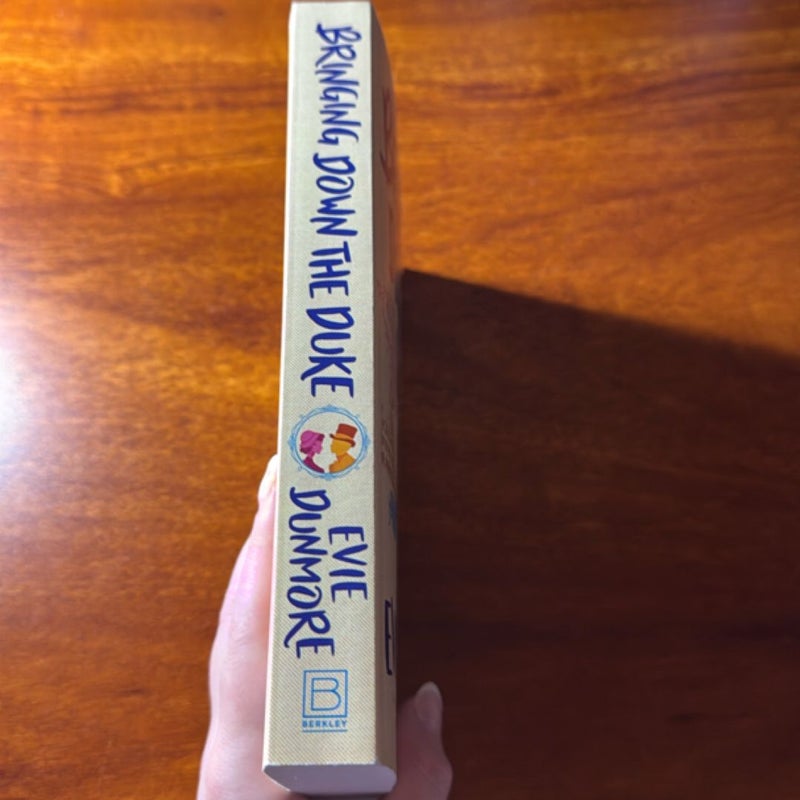 BRINGING DOWN THE DUKE
EVIE
DUNMORE
B
BERKLEY